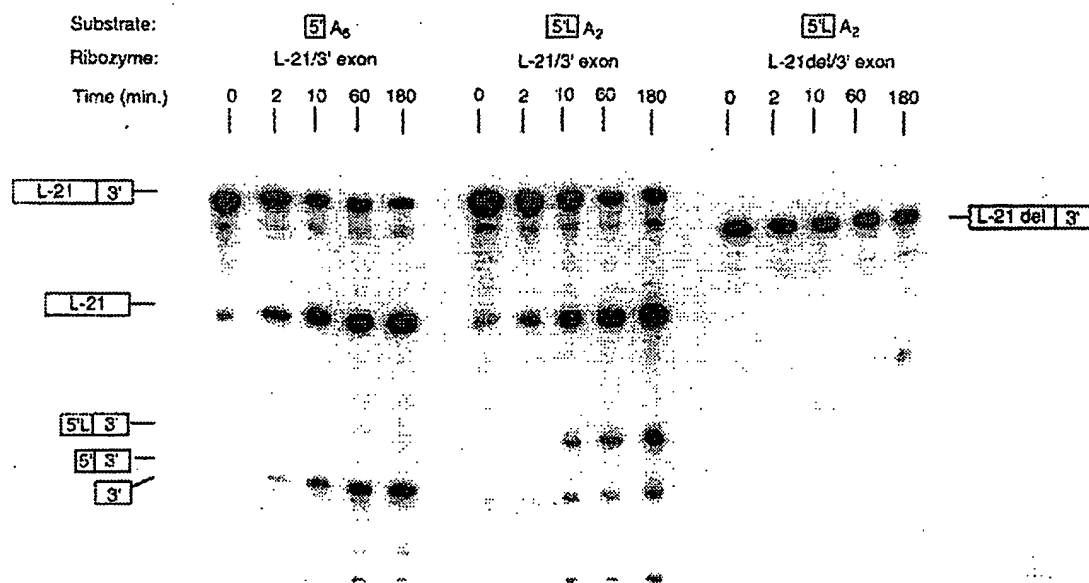 Substrate: 5' A₆ 5'L A₂ 5'L A₂
Ribozyme: L-21/3' exon L-21/3' exon L-21del/3' exon
Time (min.) 0 2 10 60 180 0 2 10 60 180 0 2 10 60 180
L-21 3'
L-21 del 3'
L-21
5'L 3'
5' 3'
3'